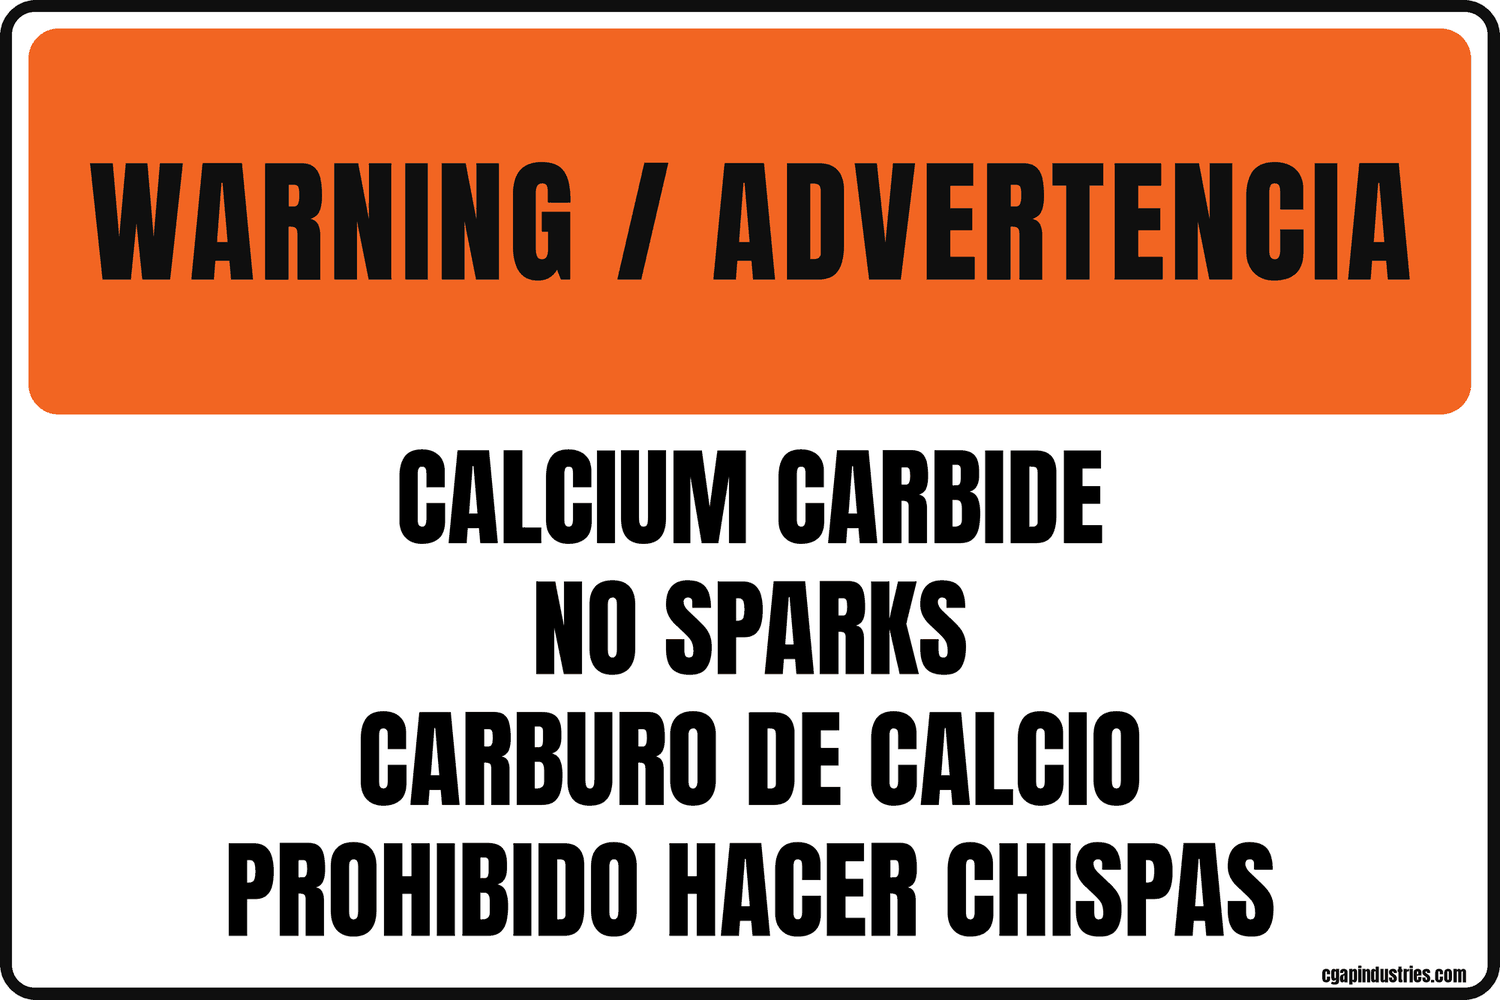 WARNING / ADVERTENCIA
CALCIUM CARBIDE
NO SPARKS
CARBURO DE CALCIO
PROHIBIDO HACER CHISPAS
cgapindustries.com